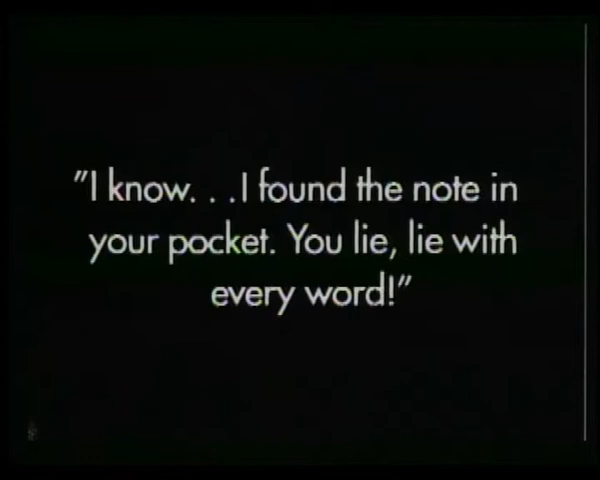 "I know. . .I found the note in
your pocket. You lie, lie with
every word!"